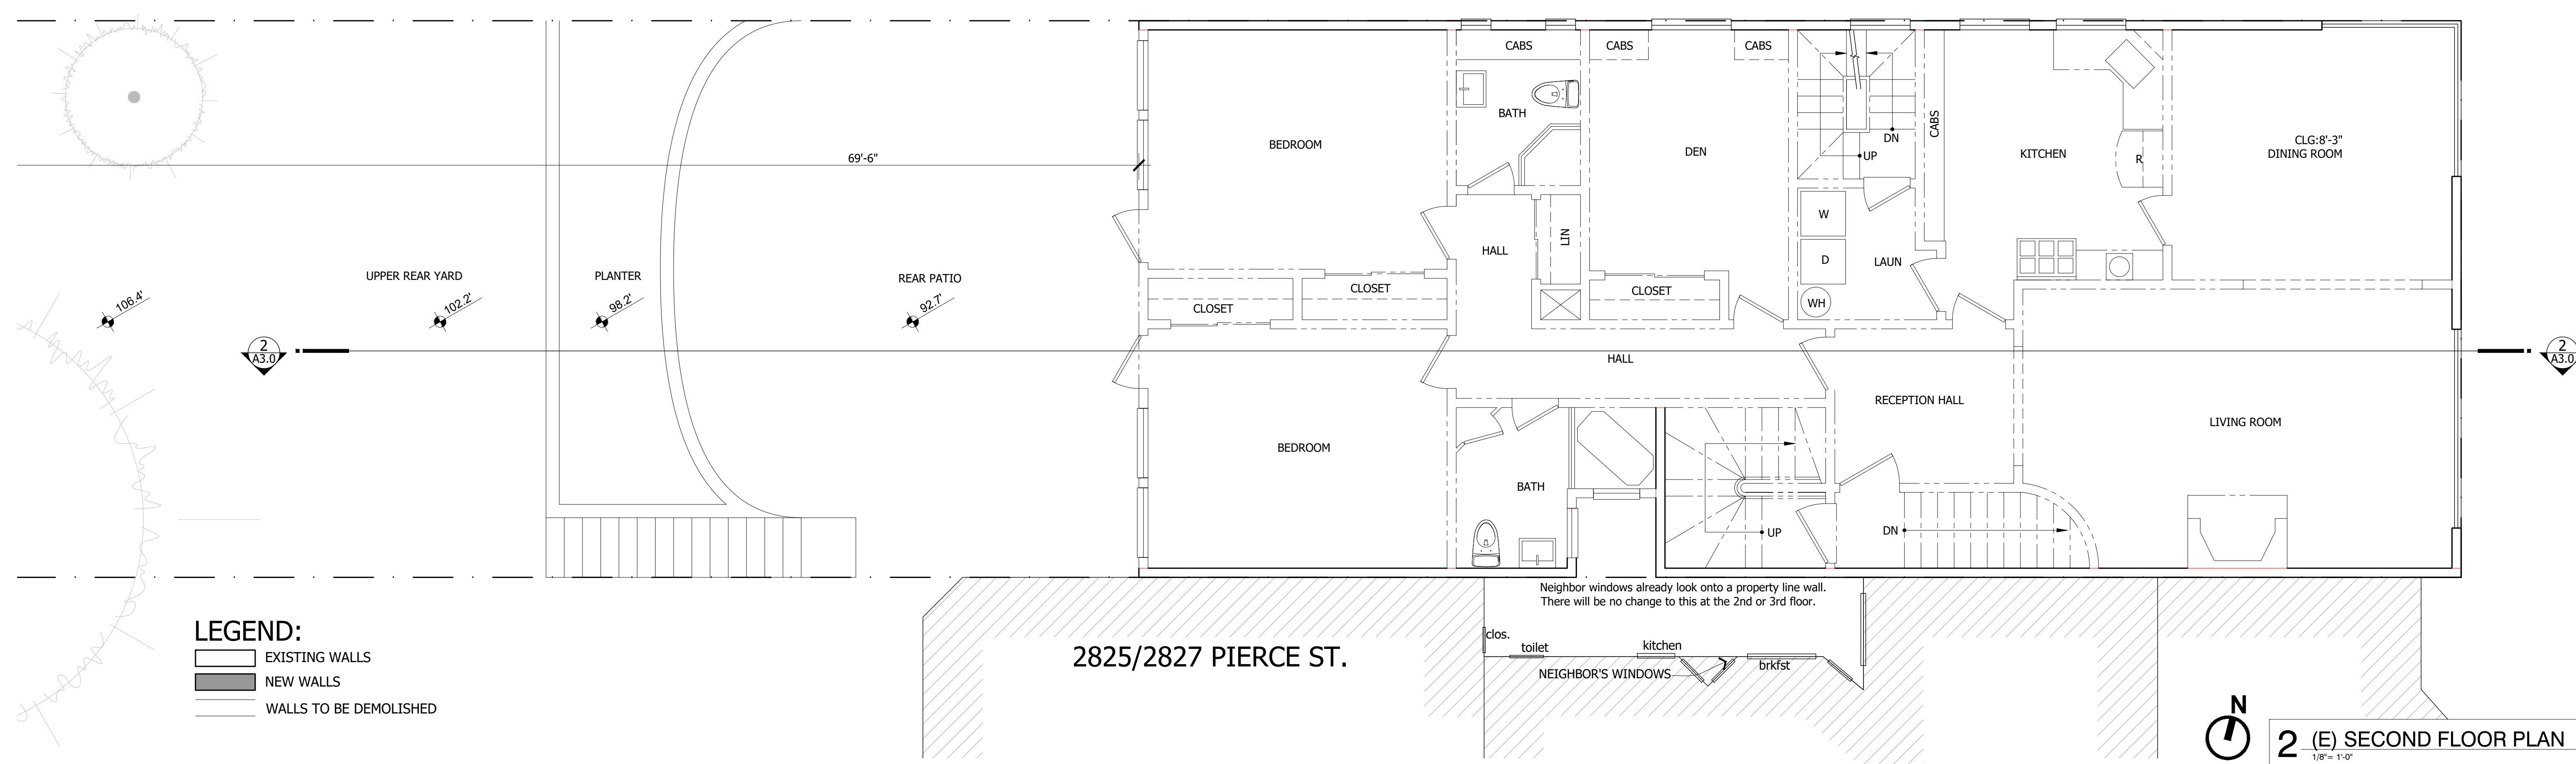 CABS
CABS
CABS
BATH
BEDROOM
DEN
CABS
DN
UP
KITCHEN
R
CLG:8'-3"
DINING ROOM
69'-6"
W
D
WH
LAUN
HALL
LIN
UPPER REAR YARD
PLANTER
REAR PATIO
106.4'
102.2'
98.2'
92.7'
CLOSET
CLOSET
CLOSET
2
A3.0
HALL
2
A3.0
RECEPTION HALL
LIVING ROOM
BEDROOM
BATH
UP
DN
Neighbor windows already look onto a property line wall.
There will be no change to this at the 2nd or 3rd floor.
LEGEND:
EXISTING WALLS
NEW WALLS
WALLS TO BE DEMOLISHED
2825/2827 PIERCE ST.
clos.
toilet
kitchen
brkfst
NEIGHBOR'S WINDOWS
N
2 (E) SECOND FLOOR PLAN
1/8"= 1'-0"